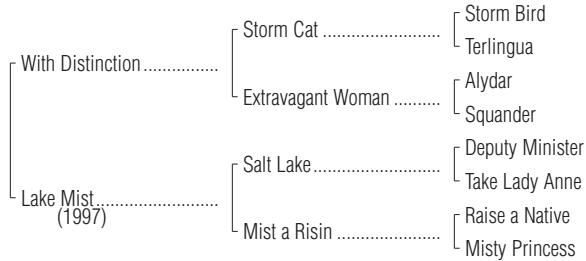 Storm Bird
Storm Cat ........................
Terlingua
With Distinction ...............
Alydar
Extravagant Woman ..........
Squander
Deputy Minister
Salt Lake ..........................
Take Lady Anne
Lake Mist .........................
(1997)
Raise a Native
Mist a Risin .....................
Misty Princess